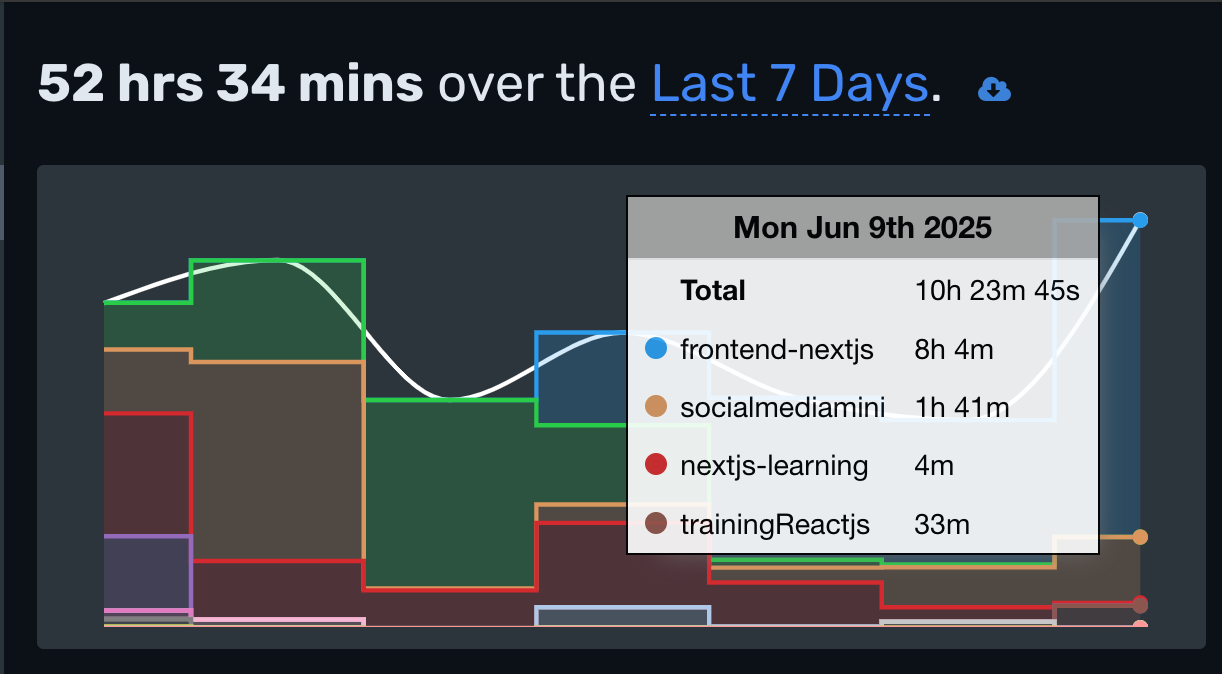 52 hrs 34 mins over the Last 7 Days.
Mon Jun 9th 2025
Total 10h 23m 45s
frontend-nextjs 8h 4m
socialmediamini 1h 41m
nextjs-learning 4m
trainingReactjs 33m